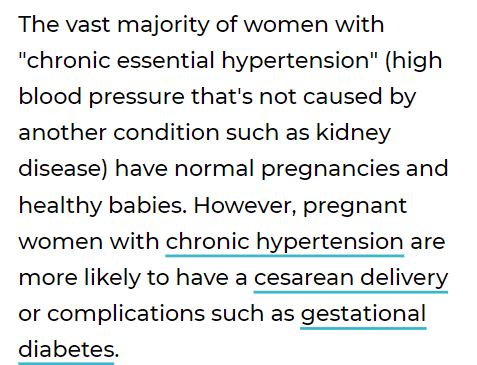 The vast majority of women with
"chronic essential hypertension" (high
blood pressure that's not caused by
another condition such as kidney
disease) have normal pregnancies and
healthy babies. However, pregnant
women with chronic hypertension are
more likely to have a cesarean delivery
or complications such as gestational
diabetes.